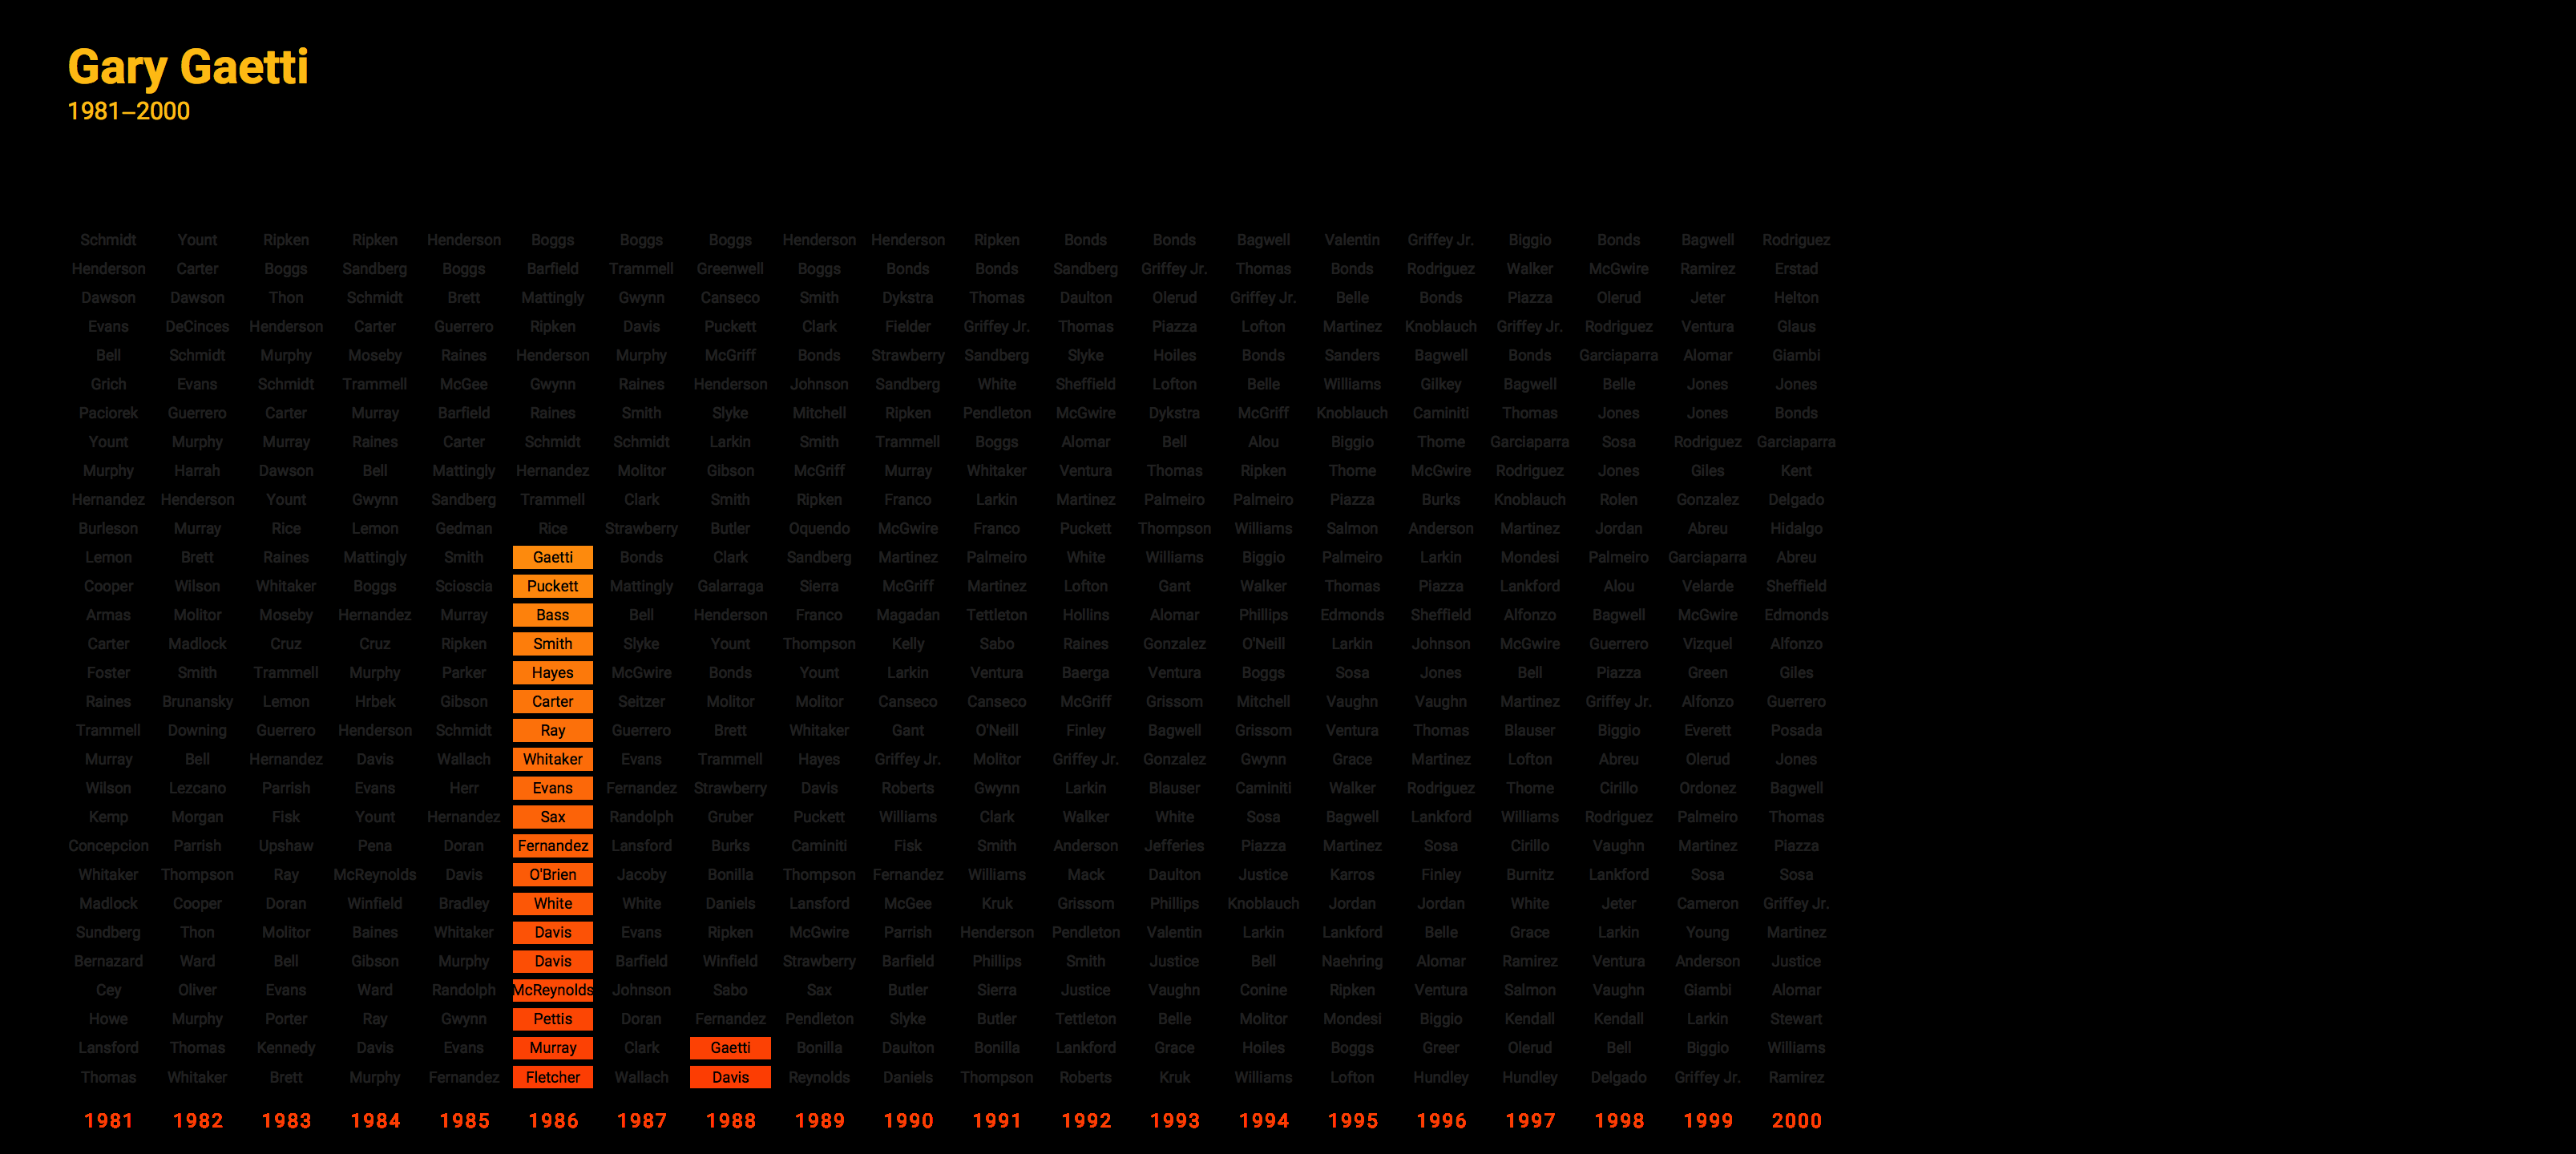 Gary Gaetti
1981–2000
Schmidt Yount Ripken Ripken Henderson Boggs Boggs Boggs Henderson Henderson Ripken Bonds Bonds Bagwell Valentin Griffey Jr. Biggio Bonds Bagwell Rodriguez
Henderson Carter Boggs Sandberg Boggs Barfield Trammell Greenwell Boggs Bonds Bonds Sandberg Griffey Jr. Thomas Bonds Rodriguez Walker McGwire Ramirez Erstad
Dawson Dawson Thon Schmidt Brett Mattingly Gwynn Canseco Smith Dykstra Thomas Daulton Olerud Griffey Jr. Belle Bonds Piazza Olerud Jeter Helton
Evans DeCinces Henderson Carter Guerrero Ripken Davis Puckett Clark Fielder Griffey Jr. Thomas Piazza Lofton Martinez Knoblauch Griffey Jr. Rodriguez Ventura Glaus
Bell Schmidt Murphy Moseby Raines Henderson Murphy McGriff Bonds Strawberry Sandberg Slyke Hoiles Bonds Sanders Bagwell Bonds Garciaparra Alomar Giambi
Grich Evans Schmidt Trammell McGee Gwynn Raines Henderson Johnson Sandberg White Sheffield Lofton Belle Williams Gilkey Bagwell Belle Jones Jones
Paciorek Guerrero Carter Murray Barfield Raines Smith Slyke Mitchell Ripken Pendleton McGwire Dykstra McGriff Knoblauch Caminiti Thomas Jones Jones Bonds
Yount Murphy Murray Raines Carter Schmidt Schmidt Larkin Smith Trammell Boggs Alomar Bell Alou Biggio Thome Garciaparra Sosa Rodriguez Garciaparra
Murphy Harrah Dawson Bell Mattingly Hernandez Molitor Gibson McGriff Murray Whitaker Ventura Thomas Ripken Thome McGwire Rodriguez Jones Giles Kent
Hernandez Henderson Yount Gwynn Sandberg Trammell Clark Smith Ripken Franco Larkin Martinez Palmeiro Palmeiro Piazza Burks Knoblauch Rolen Gonzalez Delgado
Burleson Murray Rice Lemon Gedman Rice Strawberry Butler Oquendo McGwire Franco Puckett Thompson Williams Salmon Anderson Martinez Jordan Abreu Hidalgo
Lemon Brett Raines Mattingly Smith Gaetti Bonds Clark Sandberg Martinez Palmeiro White Williams Biggio Palmeiro Larkin Mondesi Palmeiro Garciaparra Abreu
Cooper Wilson Whitaker Boggs Scioscia Puckett Mattingly Galarraga Sierra McGriff Martinez Lofton Gant Walker Thomas Piazza Lankford Alou Velarde Sheffield
Armas Molitor Moseby Hernandez Murray Bass Bell Henderson Franco Magadan Tettleton Hollins Alomar Phillips Edmonds Sheffield Alfonzo Bagwell McGwire Edmonds
Carter Madlock Cruz Cruz Ripken Smith Slyke Yount Thompson Kelly Sabo Raines Gonzalez O'Neill Larkin Johnson McGwire Guerrero Vizquel Alfonzo
Foster Smith Trammell Murphy Parker Hayes McGwire Bonds Yount Larkin Ventura Baerga Ventura Boggs Sosa Jones Bell Piazza Green Giles
Raines Brunansky Lemon Hrbek Gibson Carter Seitzer Molitor Molitor Canseco Canseco McGriff Grissom Mitchell Vaughn Vaughn Martinez Griffey Jr. Alfonzo Guerrero
Trammell Downing Guerrero Henderson Schmidt Ray Guerrero Brett Whitaker Gant O'Neill Finley Bagwell Grissom Ventura Thomas Blauser Biggio Everett Posada
Murray Bell Hernandez Davis Wallach Whitaker Evans Trammell Hayes Griffey Jr. Molitor Griffey Jr. Gonzalez Gwynn Grace Martinez Lofton Abreu Olerud Jones
Wilson Lezcano Parrish Evans Herr Evans Fernandez Strawberry Davis Roberts Gwynn Larkin Blauser Caminiti Walker Rodriguez Thome Cirillo Ordonez Bagwell
Kemp Morgan Fisk Yount Hernandez Sax Randolph Gruber Puckett Williams Clark Walker White Sosa Bagwell Lankford Williams Rodriguez Palmeiro Thomas
Concepcion Parrish Upshaw Pena Doran Fernandez Lansford Burks Caminiti Fisk Smith Anderson Jefferies Piazza Martinez Sosa Cirillo Vaughn Martinez Piazza
Whitaker Thompson Ray McReynolds Davis O'Brien Jacoby Bonilla Thompson Fernandez Williams Mack Daulton Justice Karros Finley Burnitz Lankford Sosa Sosa
Madlock Cooper Doran Winfield Bradley White White Daniels Lansford McGee Kruk Grissom Phillips Knoblauch Jordan Jordan White Jeter Cameron Griffey Jr.
Sundberg Thon Molitor Baines Whitaker Davis Evans Ripken McGwire Parrish Henderson Pendleton Valentin Larkin Lankford Belle Grace Larkin Young Martinez
Bernazard Ward Bell Gibson Murphy Davis Barfield Winfield Strawberry Barfield Phillips Smith Justice Bell Naehring Alomar Ramirez Ventura Anderson Justice
Cey Oliver Evans Ward Randolph McReynolds Johnson Sabo Sax Butler Sierra Justice Vaughn Conine Ripken Ventura Salmon Vaughn Giambi Alomar
Howe Murphy Porter Ray Gwynn Pettis Doran Fernandez Pendleton Slyke Butler Tettleton Belle Molitor Mondesi Biggio Kendall Kendall Larkin Stewart
Lansford Thomas Kennedy Davis Evans Murray Clark Gaetti Bonilla Daulton Bonilla Lankford Grace Hoiles Boggs Greer Olerud Bell Biggio Williams
Thomas Whitaker Brett Murphy Fernandez Fletcher Wallach Davis Reynolds Daniels Thompson Roberts Kruk Williams Lofton Hundley Hundley Delgado Griffey Jr. Ramirez
1981 1982 1983 1984 1985 1986 1987 1988 1989 1990 1991 1992 1993 1994 1995 1996 1997 1998 1999 2000